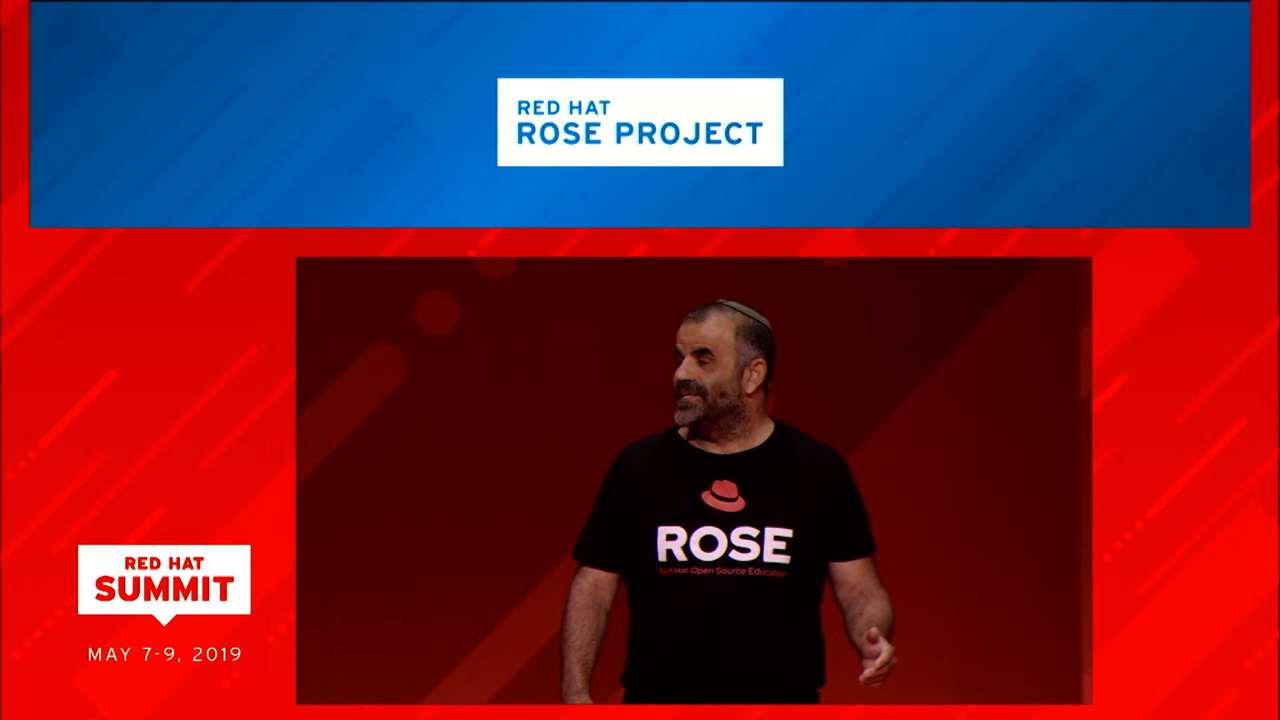 RED HAT
ROSE PROJECT
ROSE
Red Hat Open Source Education
RED HAT
SUMMIT
MAY 7-9, 2019